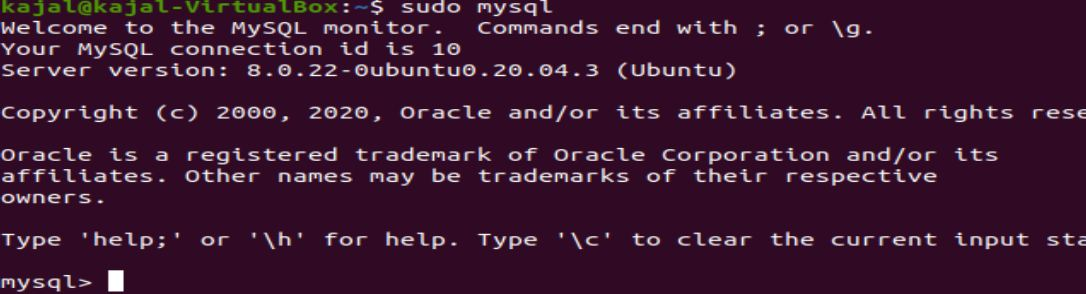 kajal@kajal-VirtualBox:~$ sudo mysql
Welcome to the MySQL monitor.  Commands end with ; or \g.
Your MySQL connection id is 10
Server version: 8.0.22-0ubuntu0.20.04.3 (Ubuntu)
Copyright (c) 2000, 2020, Oracle and/or its affiliates. All rights rese
Oracle is a registered trademark of Oracle Corporation and/or its
affiliates. Other names may be trademarks of their respective
owners.
Type 'help;' or '\h' for help. Type '\c' to clear the current input sta
mysql>